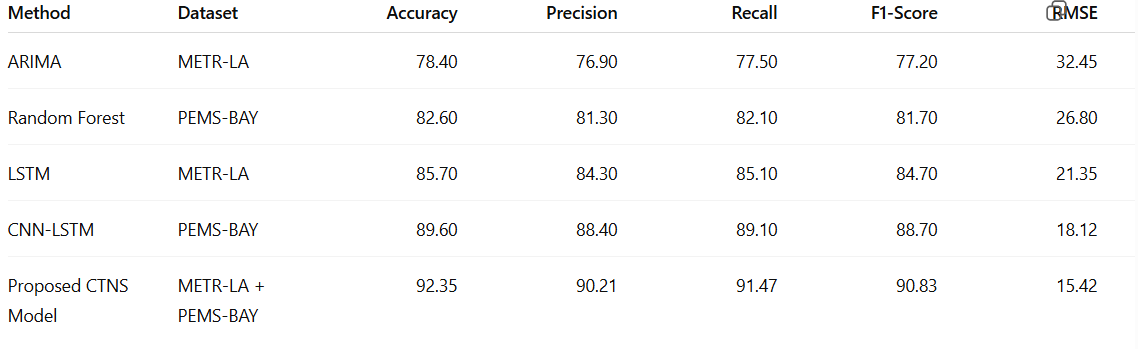 Method Dataset Accuracy Precision Recall F1-Score RMSE
ARIMA METR-LA 78.40 76.90 77.50 77.20 32.45
Random Forest PEMS-BAY 82.60 81.30 82.10 81.70 26.80
LSTM METR-LA 85.70 84.30 85.10 84.70 21.35
CNN-LSTM PEMS-BAY 89.60 88.40 89.10 88.70 18.12
Proposed CTNS METR-LA + 92.35 90.21 91.47 90.83 15.42
Model PEMS-BAY